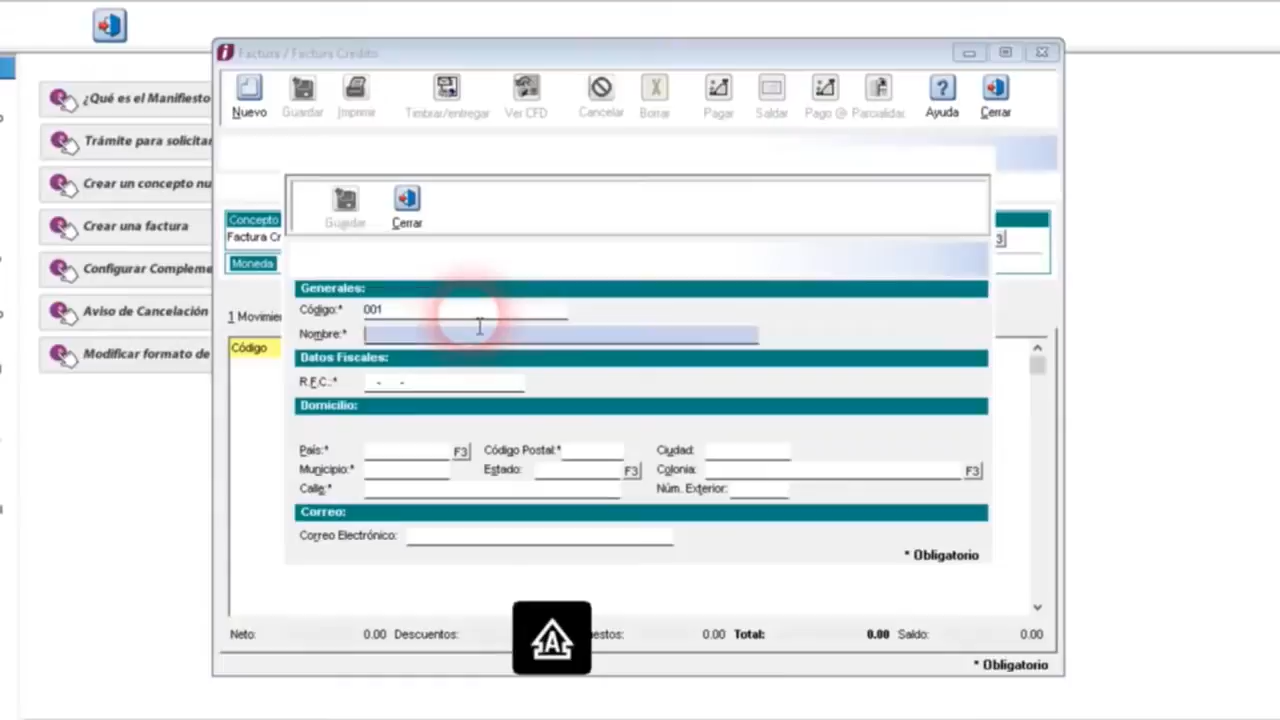 Factura / Factura Credito
Nuevo Guardar Imprimir Timbrar/entregar Ver CFD Cancelar Borrar Pagar Saldar Pago @ Parcialidad Ayuda Cerrar
¿Qué es el Manifiesto
Trámite para solicitar
Crear un concepto nu
Crear una factura
Configurar Compleme
Aviso de Cancelación
Modificar formato de
Guardar Cerrar
Concepto
Factura Cr
Moneda
1 Movimie
Código
Generales:
Código:* 001
Nombre:*
Datos Fiscales:
R.F.C.:* - -
Domicilio:
País:* F3 Código Postal:* Ciudad:
Municipio:* Estado: F3 Colonia: F3
Calle:* Núm. Exterior:
Correo:
Correo Electrónico:
* Obligatorio
Neto: 0.00 Descuentos: estos: 0.00 Total: 0.00 Saldo: 0.00
* Obligatorio